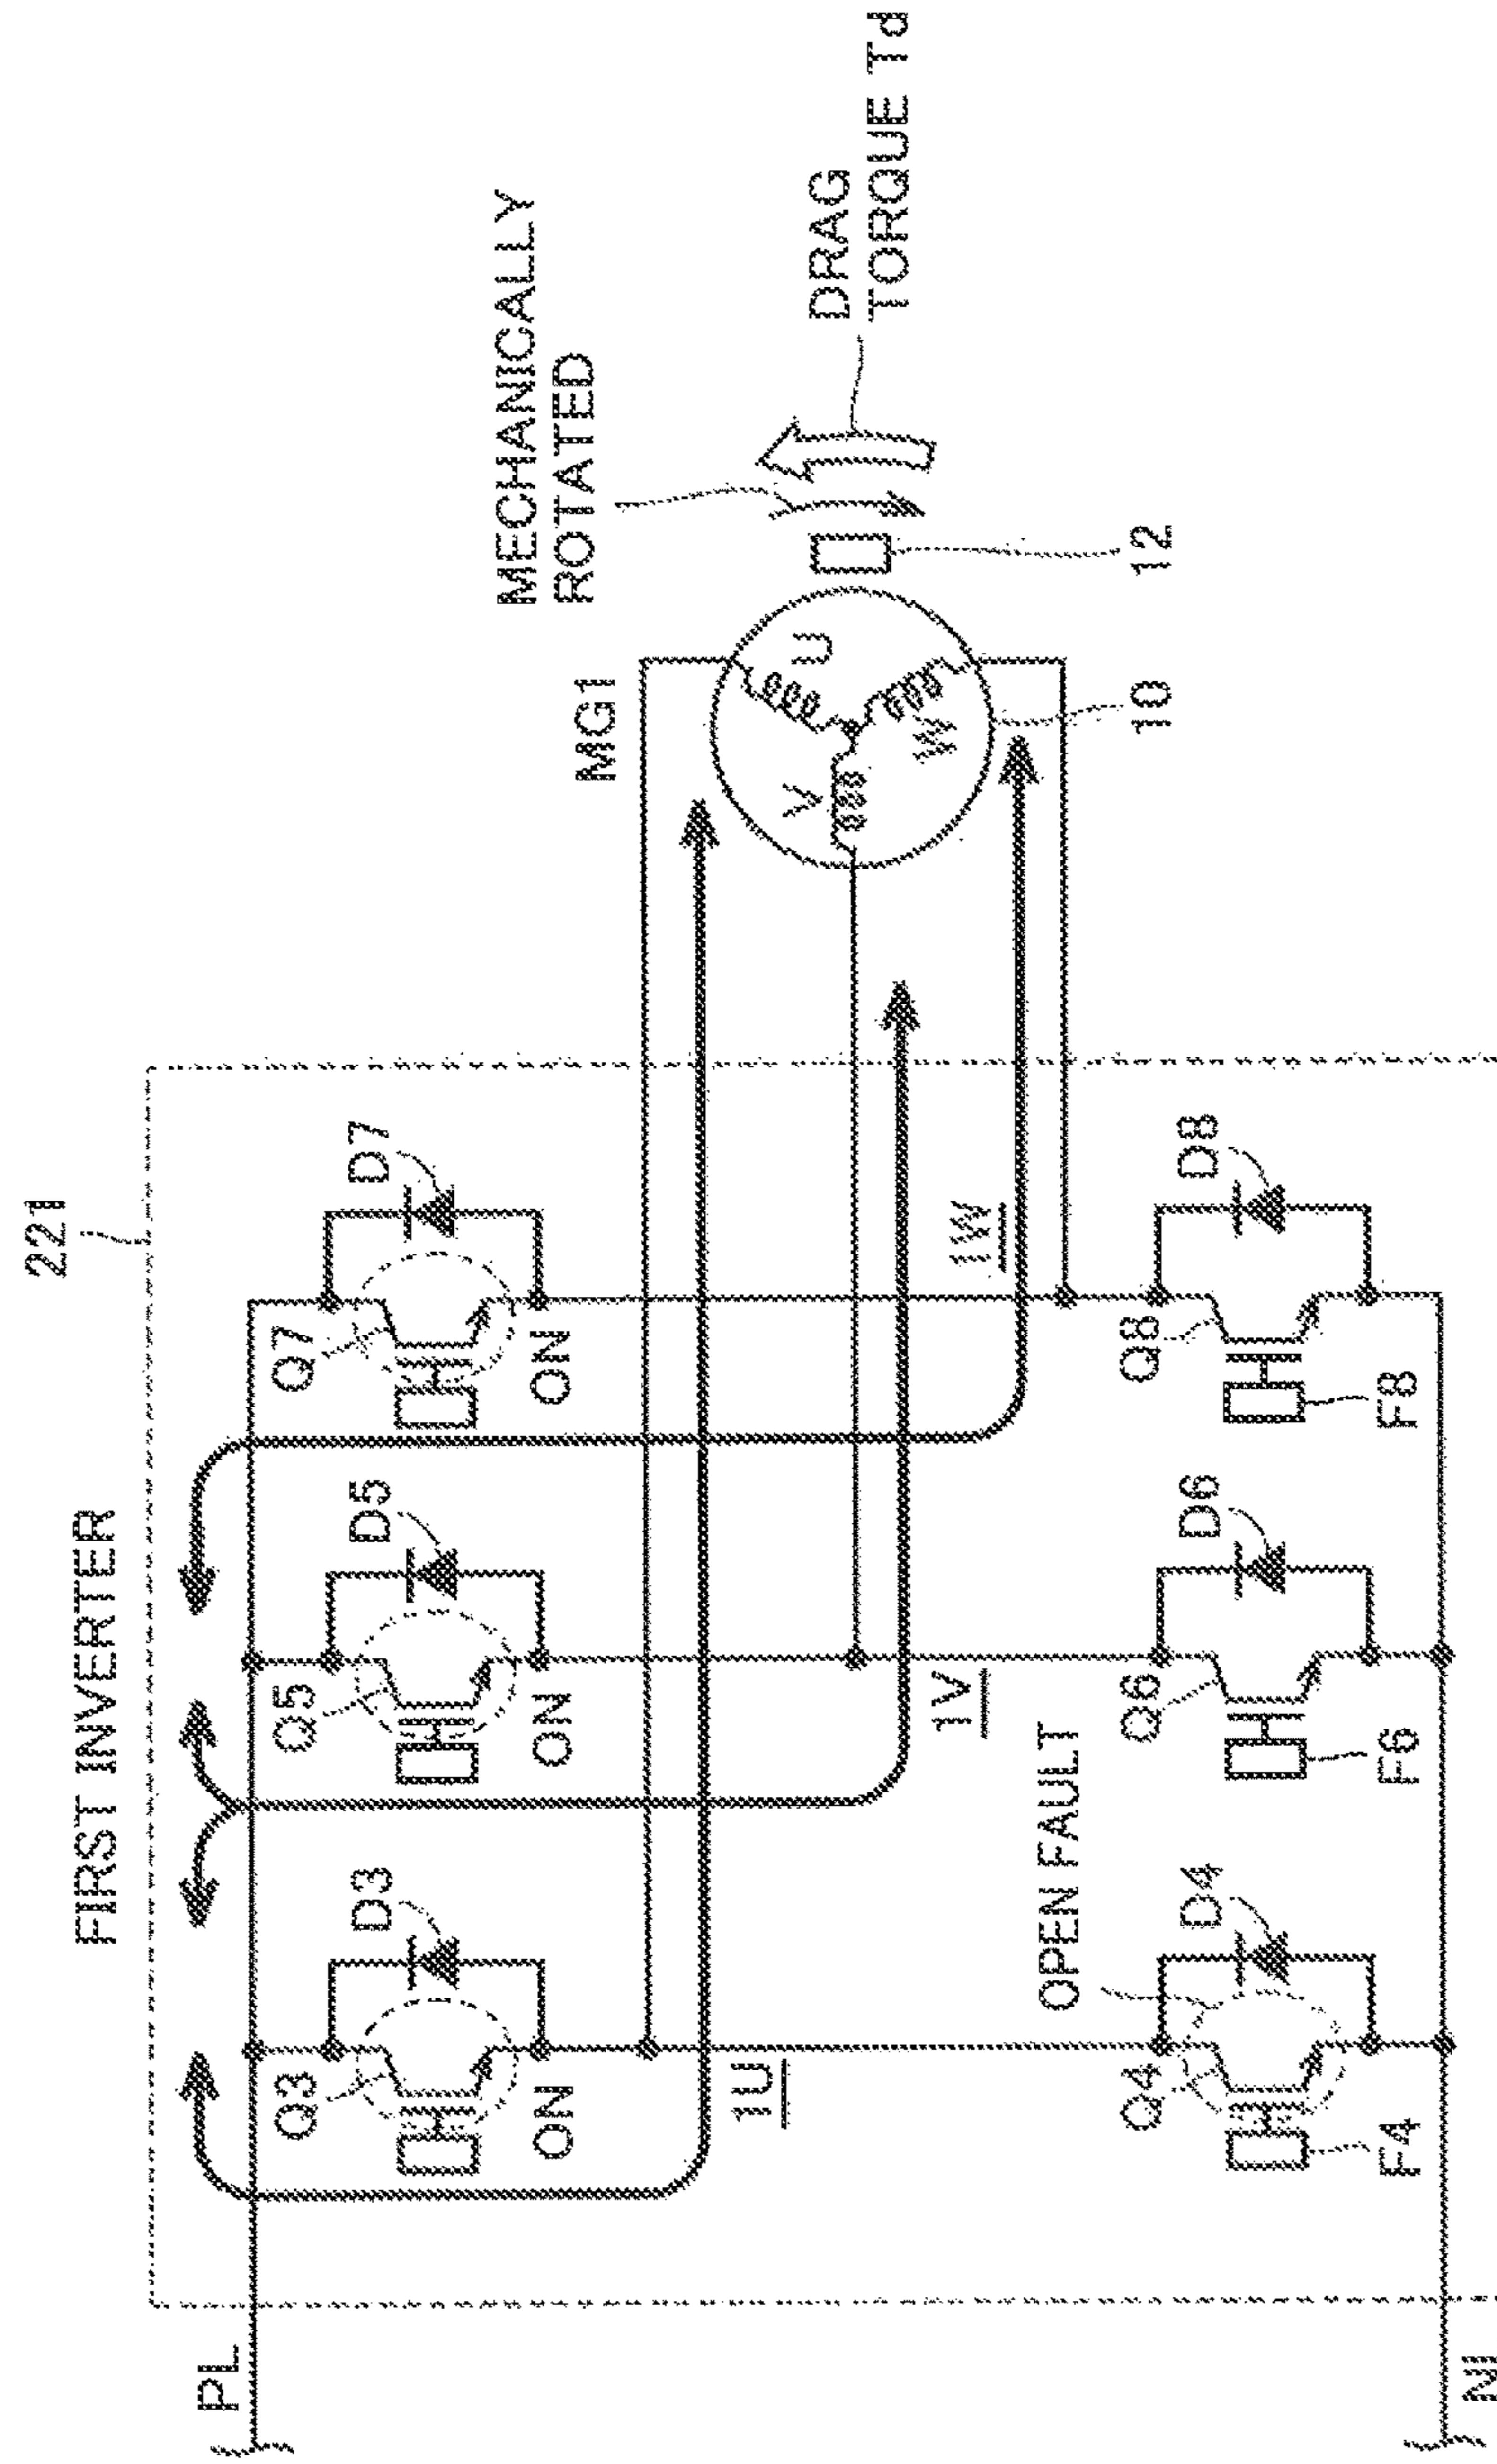 221
FIRST INVERTER
PL
Q3
D3
ON
Q5
D5
ON
Q7
D7
ON
MG1
MECHANICALLY
ROTATED
DRAG
TORQUE Td
U
V
W
10
12
1U
1V
1W
OPEN FAULT
Q4
D4
F4
Q6
D6
F6
Q8
D8
F8
NL